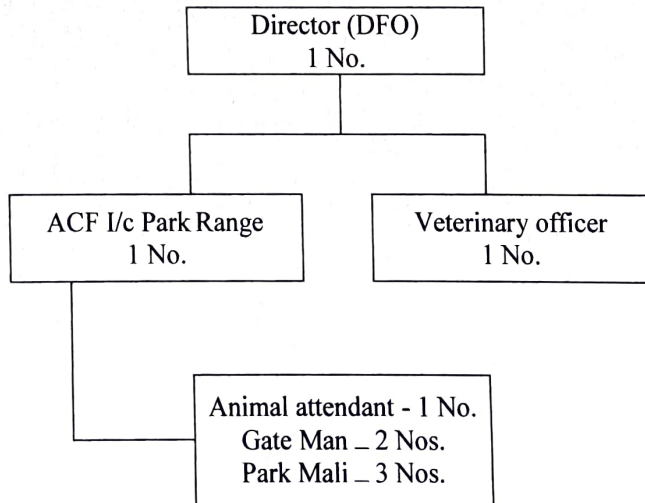 Director (DFO)
1 No.
ACF I/c Park Range
1 No.
Veterinary officer
1 No.
Animal attendant - 1 No.
Gate Man – 2 Nos.
Park Mali – 3 Nos.